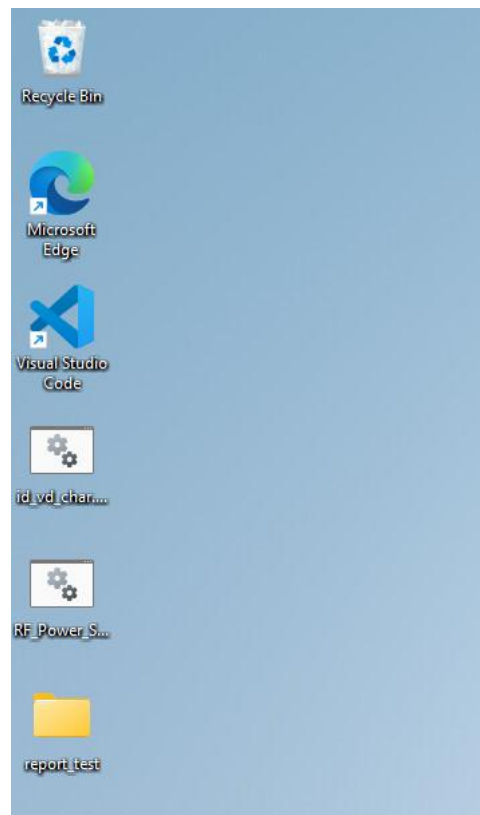 Recycle Bin
Microsoft
Edge
Visual Studio
Code
id_vd_char....
RF_Power_S...
report_test